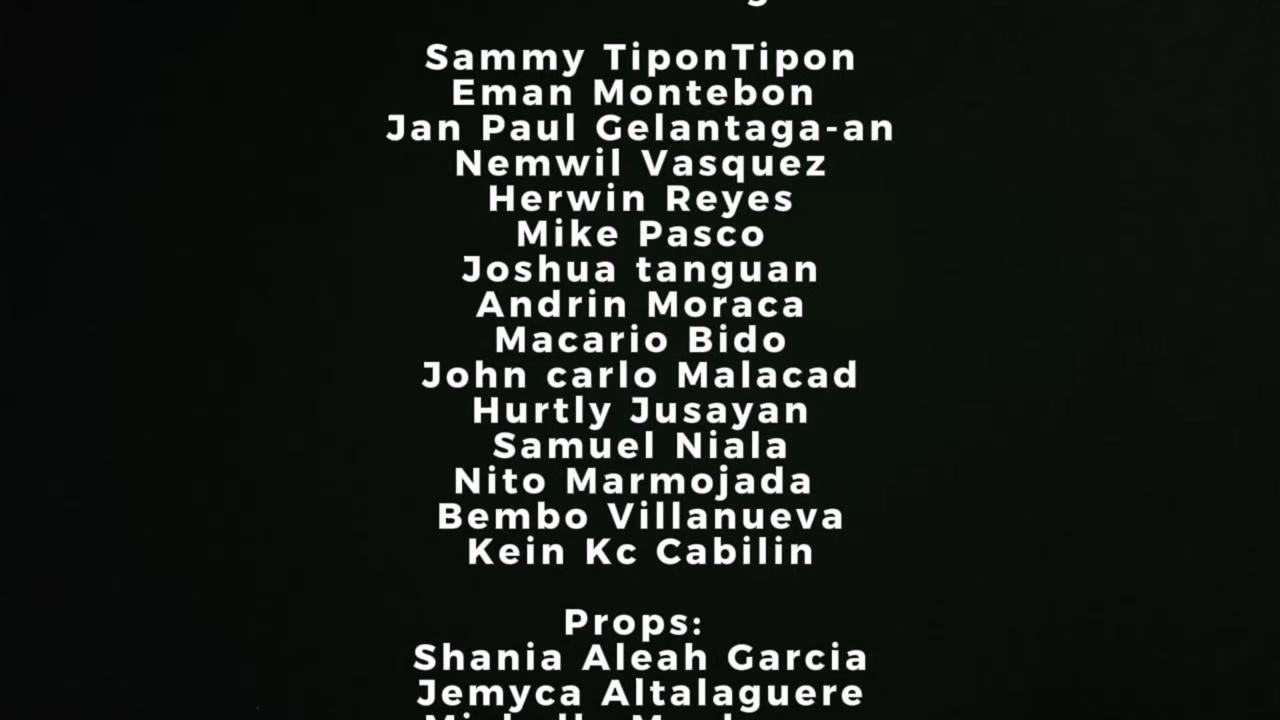 Sammy TiponTipon
Eman Montebon
Jan Paul Gelantaga-an
Nemwil Vasquez
Herwin Reyes
Mike Pasco
Joshua tanguan
Andrin Moraca
Macario Bido
John carlo Malacad
Hurtly Jusayan
Samuel Niala
Nito Marmojada
Bembo Villanueva
Kein Kc Cabilin
Props:
Shania Aleah Garcia
Jemyca Altalaguere